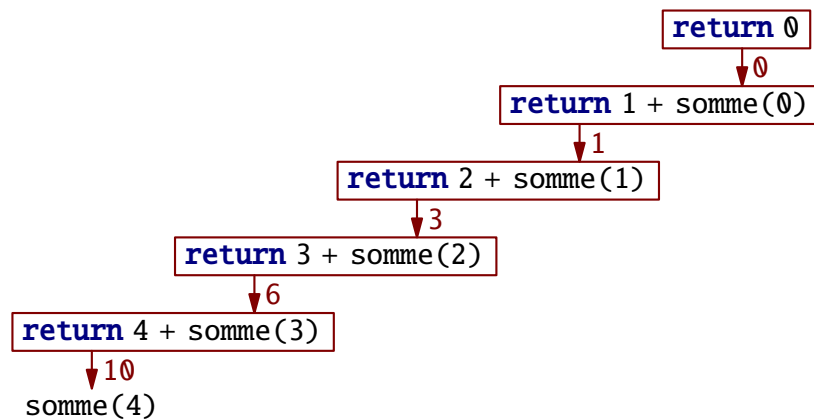 return 0
0
return 1 + somme(0)
1
return 2 + somme(1)
3
return 3 + somme(2)
6
return 4 + somme(3)
10
somme(4)